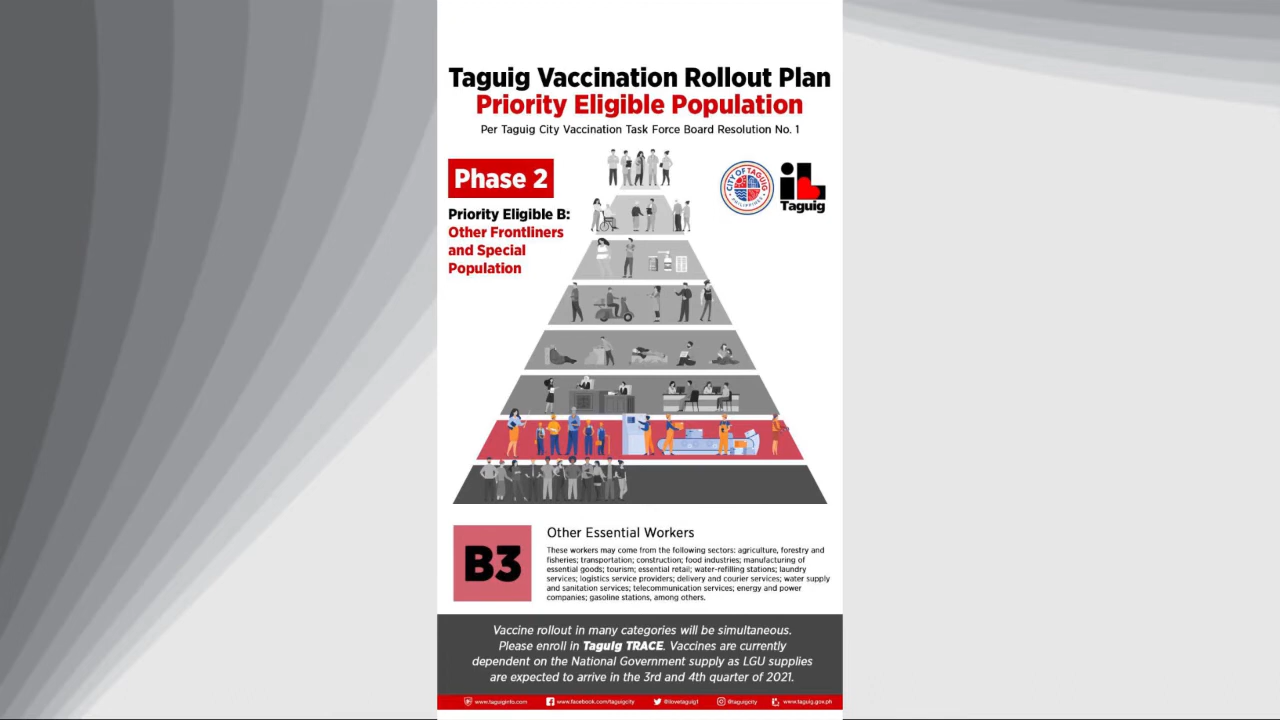 Taguig Vaccination Rollout Plan
Priority Eligible Population
Per Taguig City Vaccination Task Force Board Resolution No. 1
Phase 2
CITY OF TAGUIG
PHILIPPINES
iL
Taguig
Priority Eligible B:
Other Frontliners
and Special
Population
B3
Other Essential Workers
These workers may come from the following sectors: agriculture, forestry and
fisheries; transportation; construction; food industries; manufacturing of
essential goods; tourism; essential retail; water-refilling stations; laundry
services; logistics service providers; delivery and courier services; water supply
and sanitation services; telecommunication services; energy and power
companies; gasoline stations, among others.
Vaccine rollout in many categories will be simultaneous.
Please enroll in Taguig TRACE. Vaccines are currently
dependent on the National Government supply as LGU supplies
are expected to arrive in the 3rd and 4th quarter of 2021.
www.taguiginfo.com www.facebook.com/taguigcity @ilovetaguig1 @taguigcity www.taguig.gov.ph